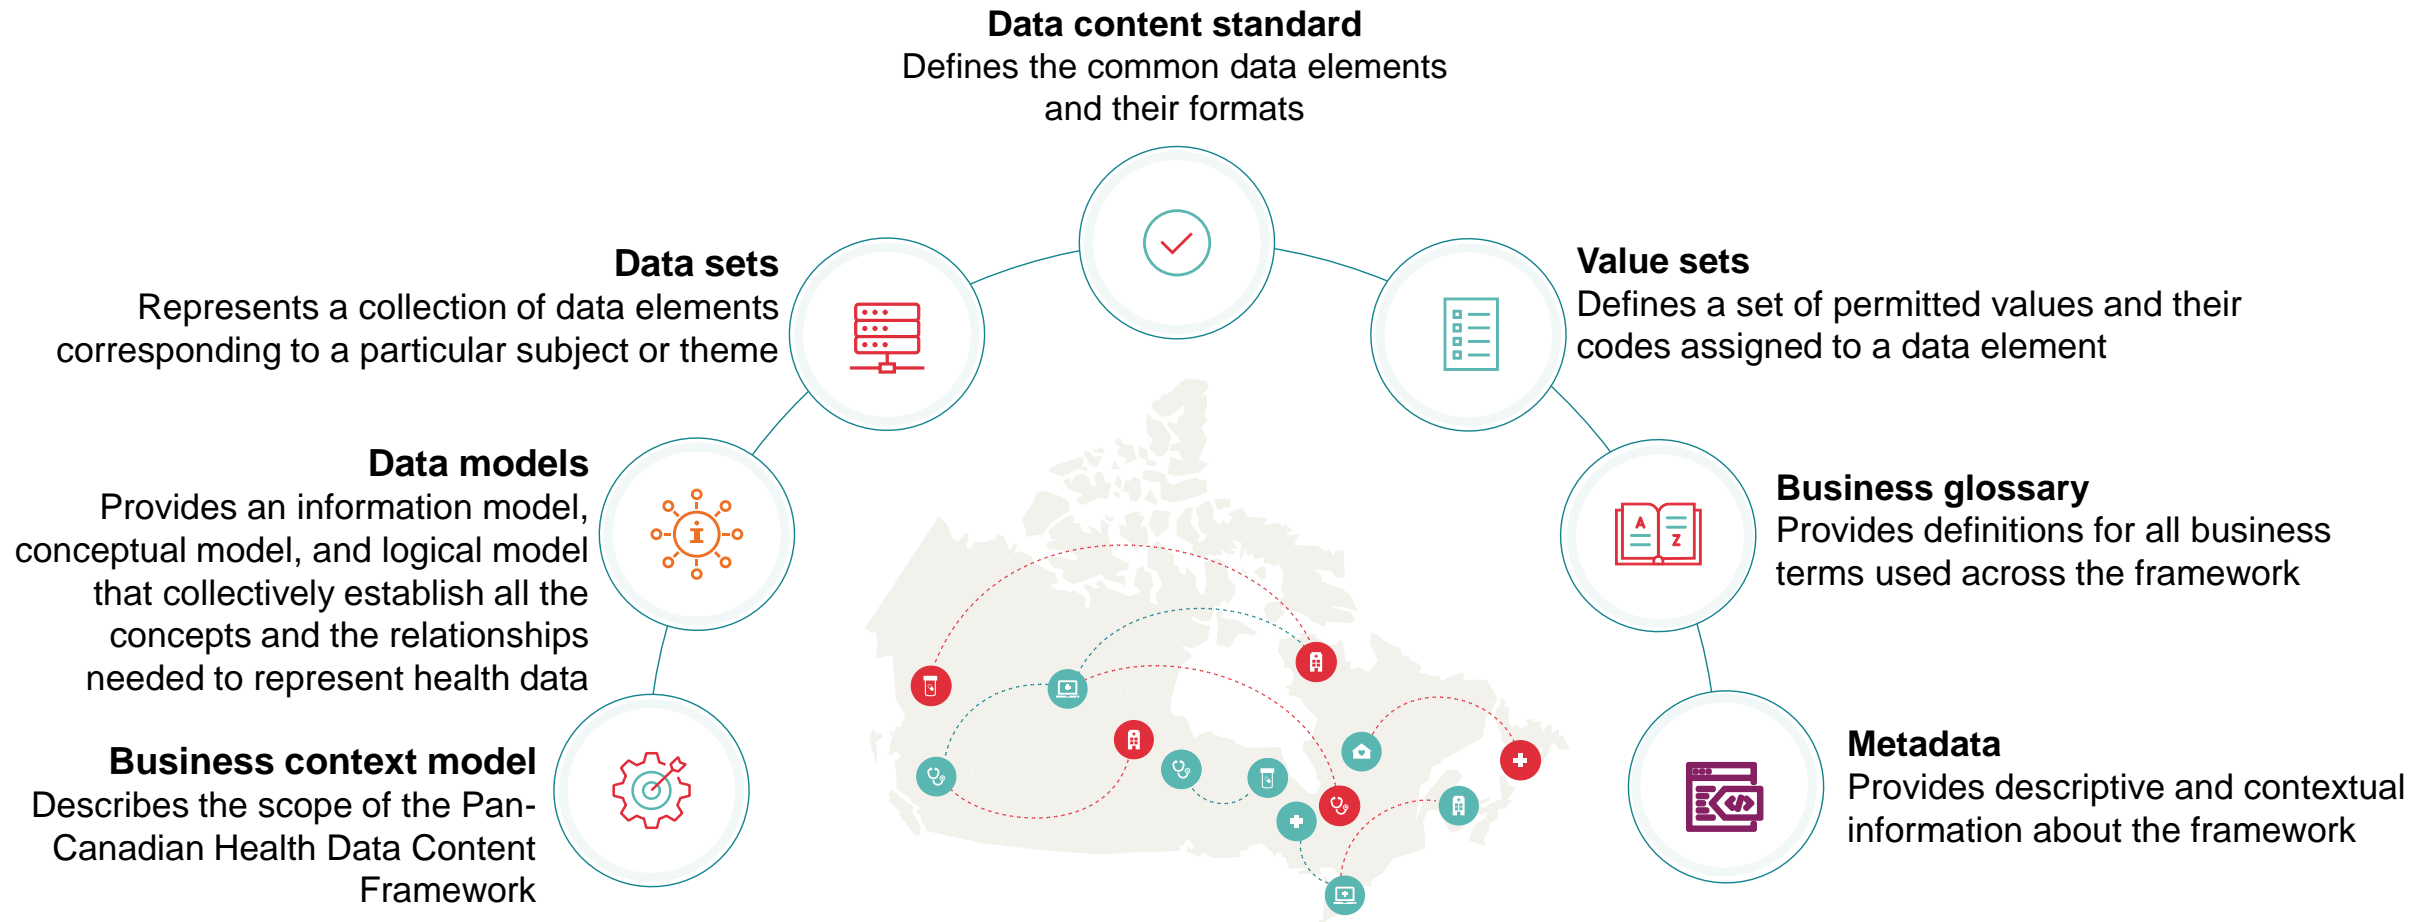 Data content standard
Defines the common data elements
and their formats
Data sets
Represents a collection of data elements
corresponding to a particular subject or theme
Value sets
Defines a set of permitted values and their
codes assigned to a data element
Data models
Provides an information model,
conceptual model, and logical model
that collectively establish all the
concepts and the relationships
needed to represent health data
A
Z
Business glossary
Provides definitions for all business
terms used across the framework
Business context model
Describes the scope of the Pan-
Canadian Health Data Content
Framework
Metadata
Provides descriptive and contextual
information about the framework